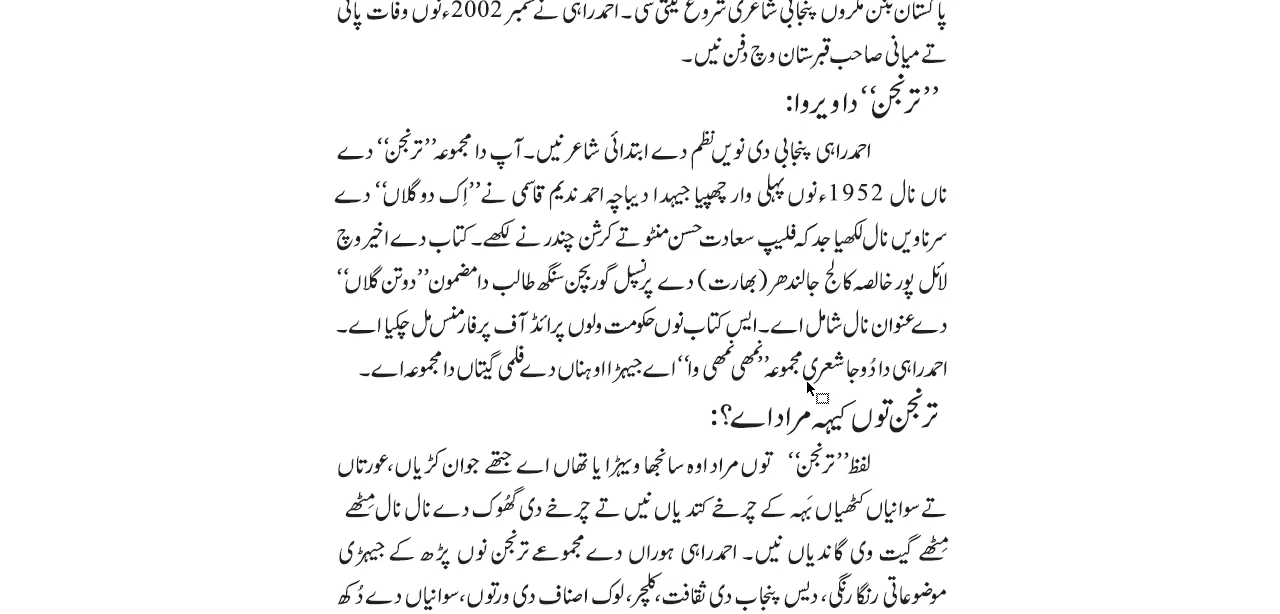 پاکستان بنن مگروں پنجابی شاعری شروع کیتی سی۔ احمد راہی نے ستمبر 2002ء نوں وفات پائی
تے میانی صاحب قبرستان وچ دفن نیں۔
’’ترنجن‘‘ دا ویروا:
احمد راہی پنجابی دی نویں نظم دے ابتدائی شاعر نیں۔ آپ دا مجموعہ ’’ترنجن‘‘ دے
ناں نال 1952ء نوں پہلی وار چھپیا جیہدا دیباچہ احمد ندیم قاسمی نے ’’اِک دو گلاں‘‘ دے
سرناویں نال لکھیا جد کہ فلیپ سعادت حسن منٹو تے کرشن چندر نے لکھے۔ کتاب دے اخیر وچ
لائل پور خالصہ کالج جالندھر (بھارت) دے پرنسپل گوربچن سنگھ طالب دا مضمون ’’دو تن گلاں‘‘
دے عنوان نال شامل اے۔ ایس کتاب نوں حکومت ولوں پرائڈ آف پرفارمنس مل چکیا اے۔
احمد راہی دا دُوجا شعری مجموعہ ’’نمھی نمھی وا‘‘ اے جیہڑا اوہناں دے فلمی گیتاں دا مجموعہ اے۔
ترنجن توں کیہہ مراد اے؟:
لفظ ’’ترنجن‘‘ توں مراد اوہ سانجھا ویہڑا یا تھاں اے جتھے جوان کڑیاں، عورتاں
تے سوانیاں کٹھیاں بَہہ کے چرخے کتدیاں نیں تے چرخے دی گھُوک دے نال نال مِٹھے
مِٹھے گیت وی گاندیاں نیں۔ احمد راہی ہوراں دے مجموعے ترنجن نوں پڑھ کے جیہڑی
موضوعاتی رنگا رنگی، دیس پنجاب دی ثقافت، کلچر، لوک اصناف دی ورتوں، سوانیاں دے دُکھ